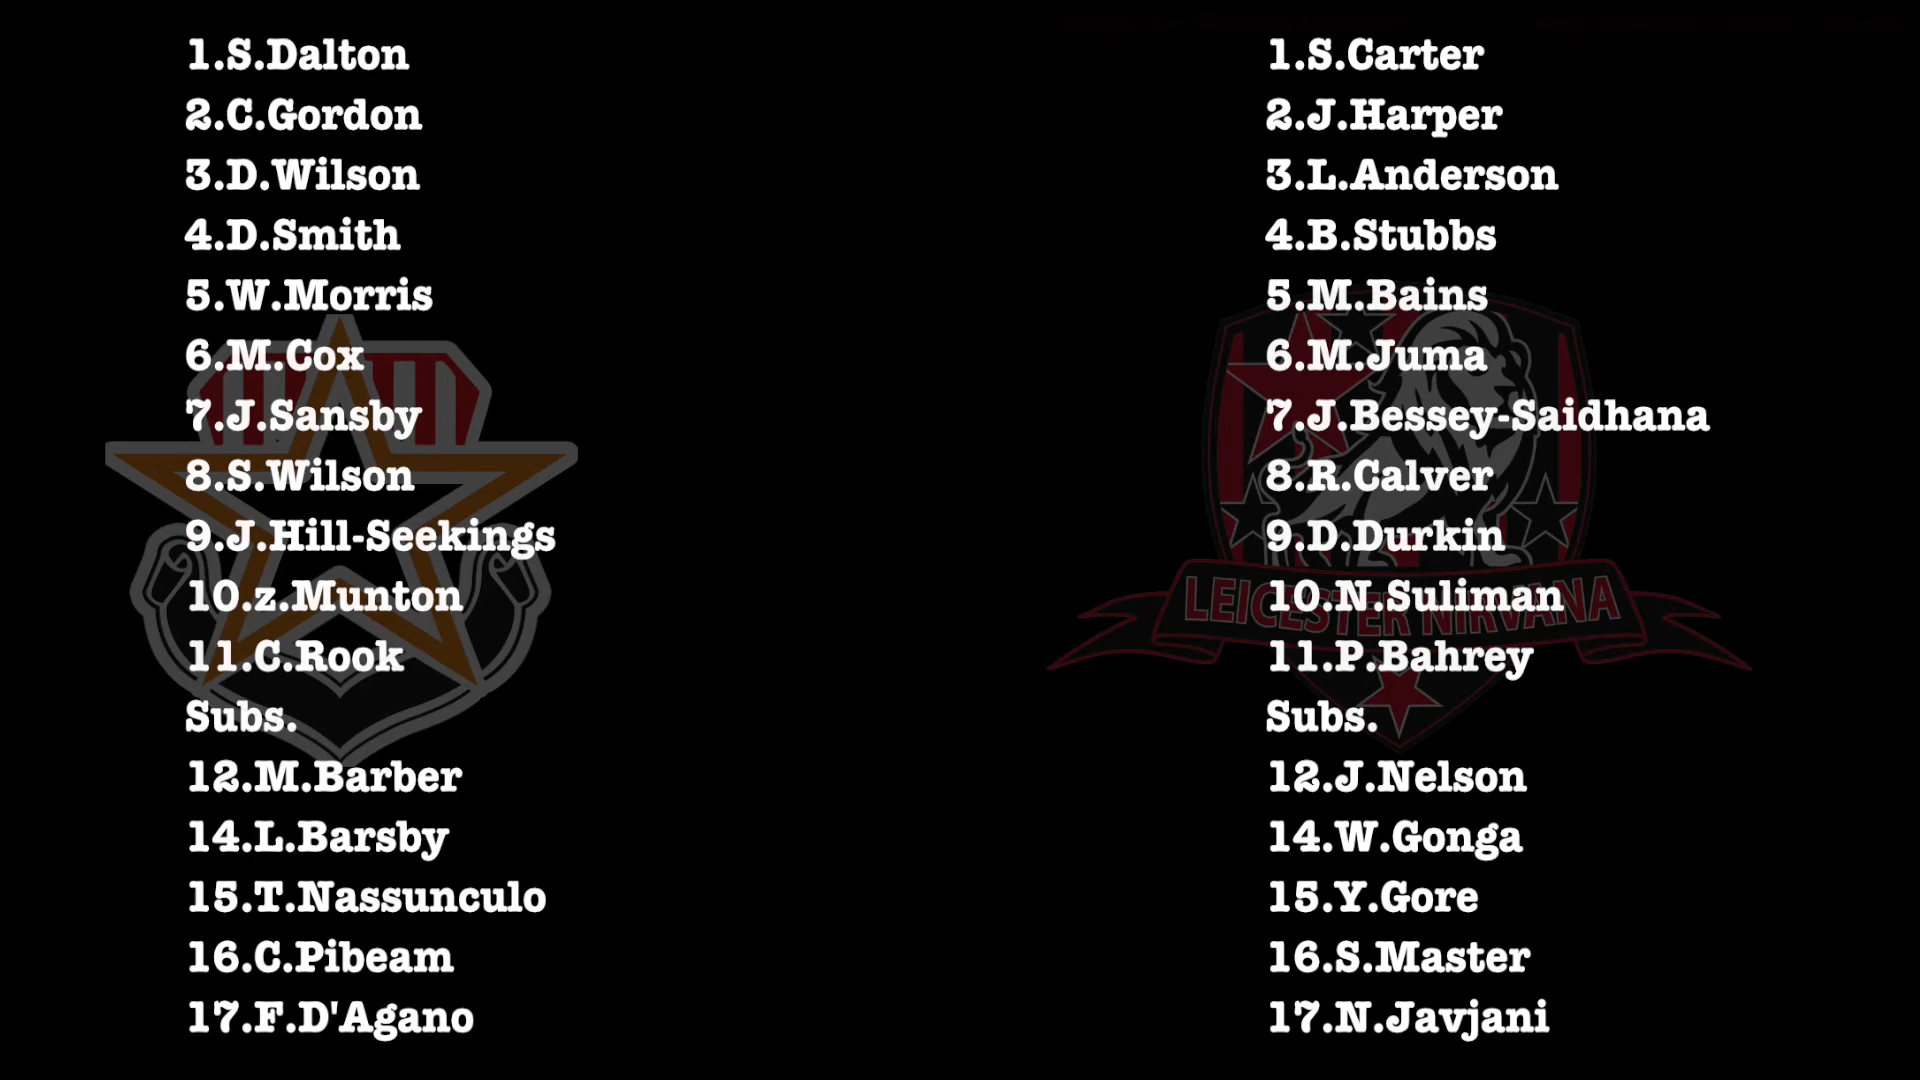 1.S.Dalton
2.C.Gordon
3.D.Wilson
4.D.Smith
5.W.Morris
6.M.Cox
7.J.Sansby
8.S.Wilson
9.J.Hill-Seekings
10.z.Munton
11.C.Rook
Subs.
12.M.Barber
14.L.Barsby
15.T.Nassunculo
16.C.Pibeam
17.F.D'Agano
1.S.Carter
2.J.Harper
3.L.Anderson
4.B.Stubbs
5.M.Bains
6.M.Juma
7.J.Bessey-Saidhana
8.R.Calver
9.D.Durkin
10.N.Suliman
11.P.Bahrey
Subs.
12.J.Nelson
14.W.Gonga
15.Y.Gore
16.S.Master
17.N.Javjani
LEICESTER NIRVANA